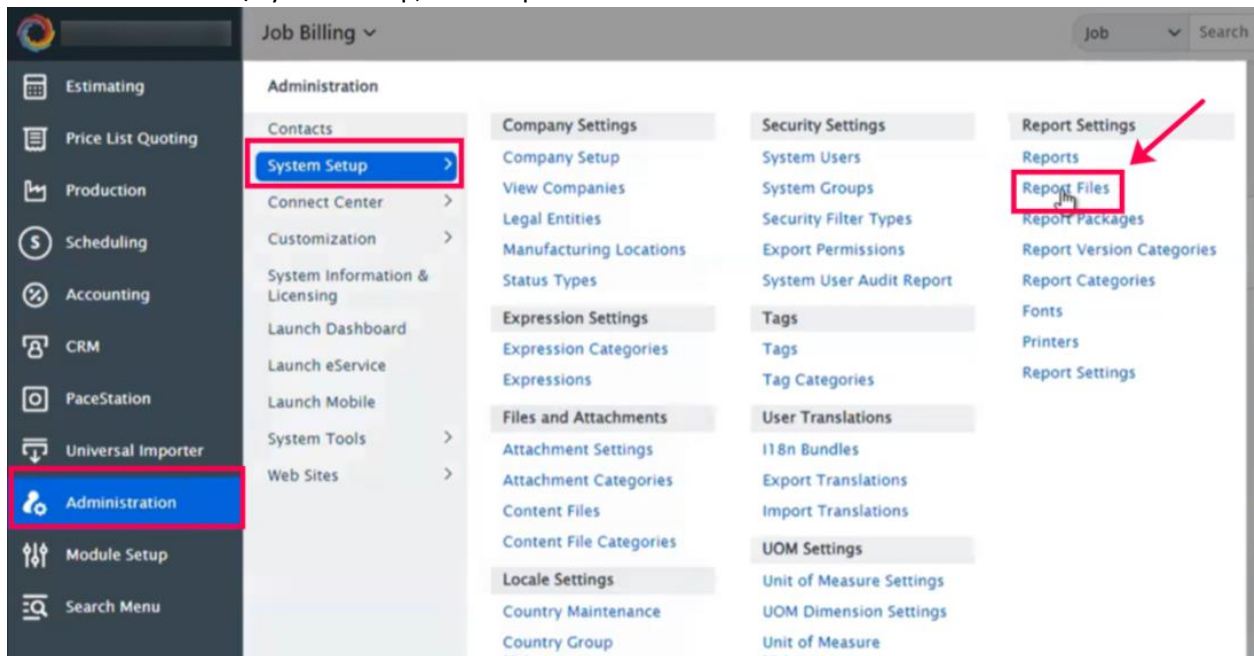 Job Billing
Job
Search
Estimating
Price List Quoting
Production
Scheduling
Accounting
CRM
PaceStation
Universal Importer
Administration
Module Setup
Search Menu
Administration
Contacts
System Setup
Connect Center
Customization
System Information &
Licensing
Launch Dashboard
Launch eService
Launch Mobile
System Tools
Web Sites
Company Settings
Company Setup
View Companies
Legal Entities
Manufacturing Locations
Status Types
Expression Settings
Expression Categories
Expressions
Files and Attachments
Attachment Settings
Attachment Categories
Content Files
Content File Categories
Locale Settings
Country Maintenance
Country Group
Security Settings
System Users
System Groups
Security Filter Types
Export Permissions
System User Audit Report
Tags
Tags
Tag Categories
User Translations
I18n Bundles
Export Translations
Import Translations
UOM Settings
Unit of Measure Settings
UOM Dimension Settings
Unit of Measure
Report Settings
Reports
Report Files
Report Packages
Report Version Categories
Report Categories
Fonts
Printers
Report Settings